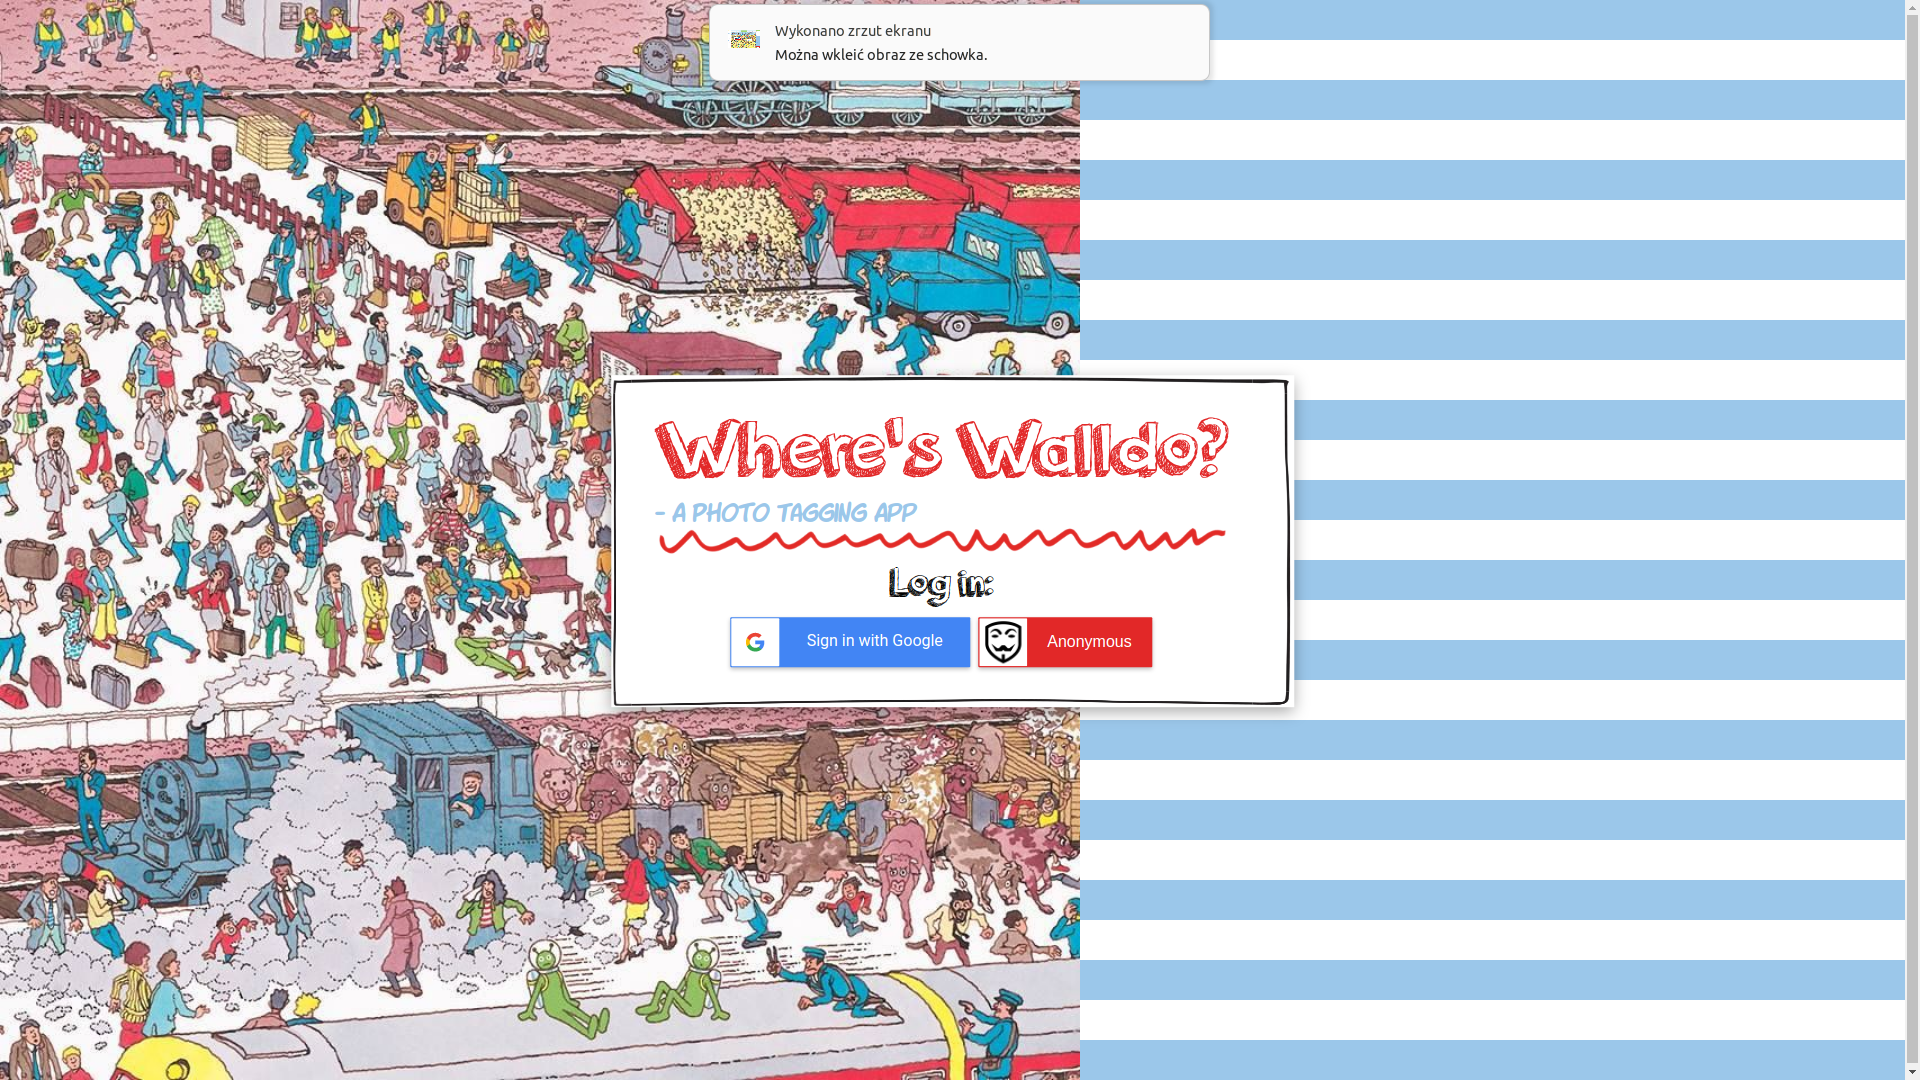 Wykonano zrzut ekranu
Można wkleić obraz ze schowka.
Where's Walldo?
- A PHOTO TAGGING APP
Log in:
Sign in with Google
Anonymous